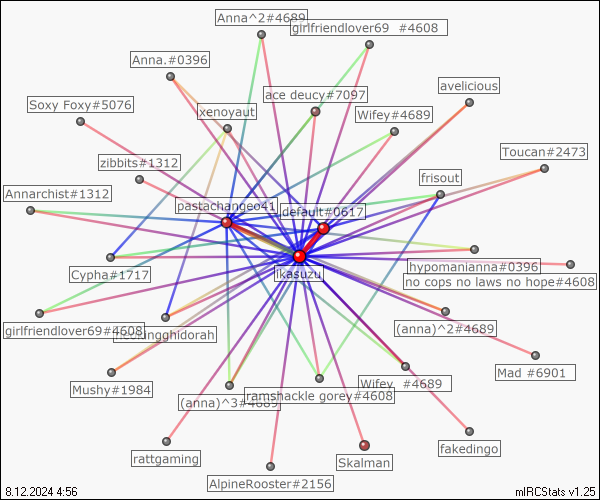 Anna^2#4689
girlfriendlover69 #4608
Anna.#0396
avelicious
ace deucy#7097
Soxy Foxy#5076
xenoyaut
Wifey#4689
Toucan#2473
zibbits#1312
frisout
Annarchist#1312
pastachangeo41
default#0617
Cypha#1717
ikasuzu
hypomanianna#0396
no cops no laws no hope#4608
girlfriendlover69#4608
(anna)^2#4689
Mad #6901
Mushy#1984
(anna)^3#4689
ramshackle gorey#4608
Wifey #4689
rattgaming
Skalman
fakedingo
AlpineRooster#2156
8.12.2024 4:56
mIRCStats v1.25